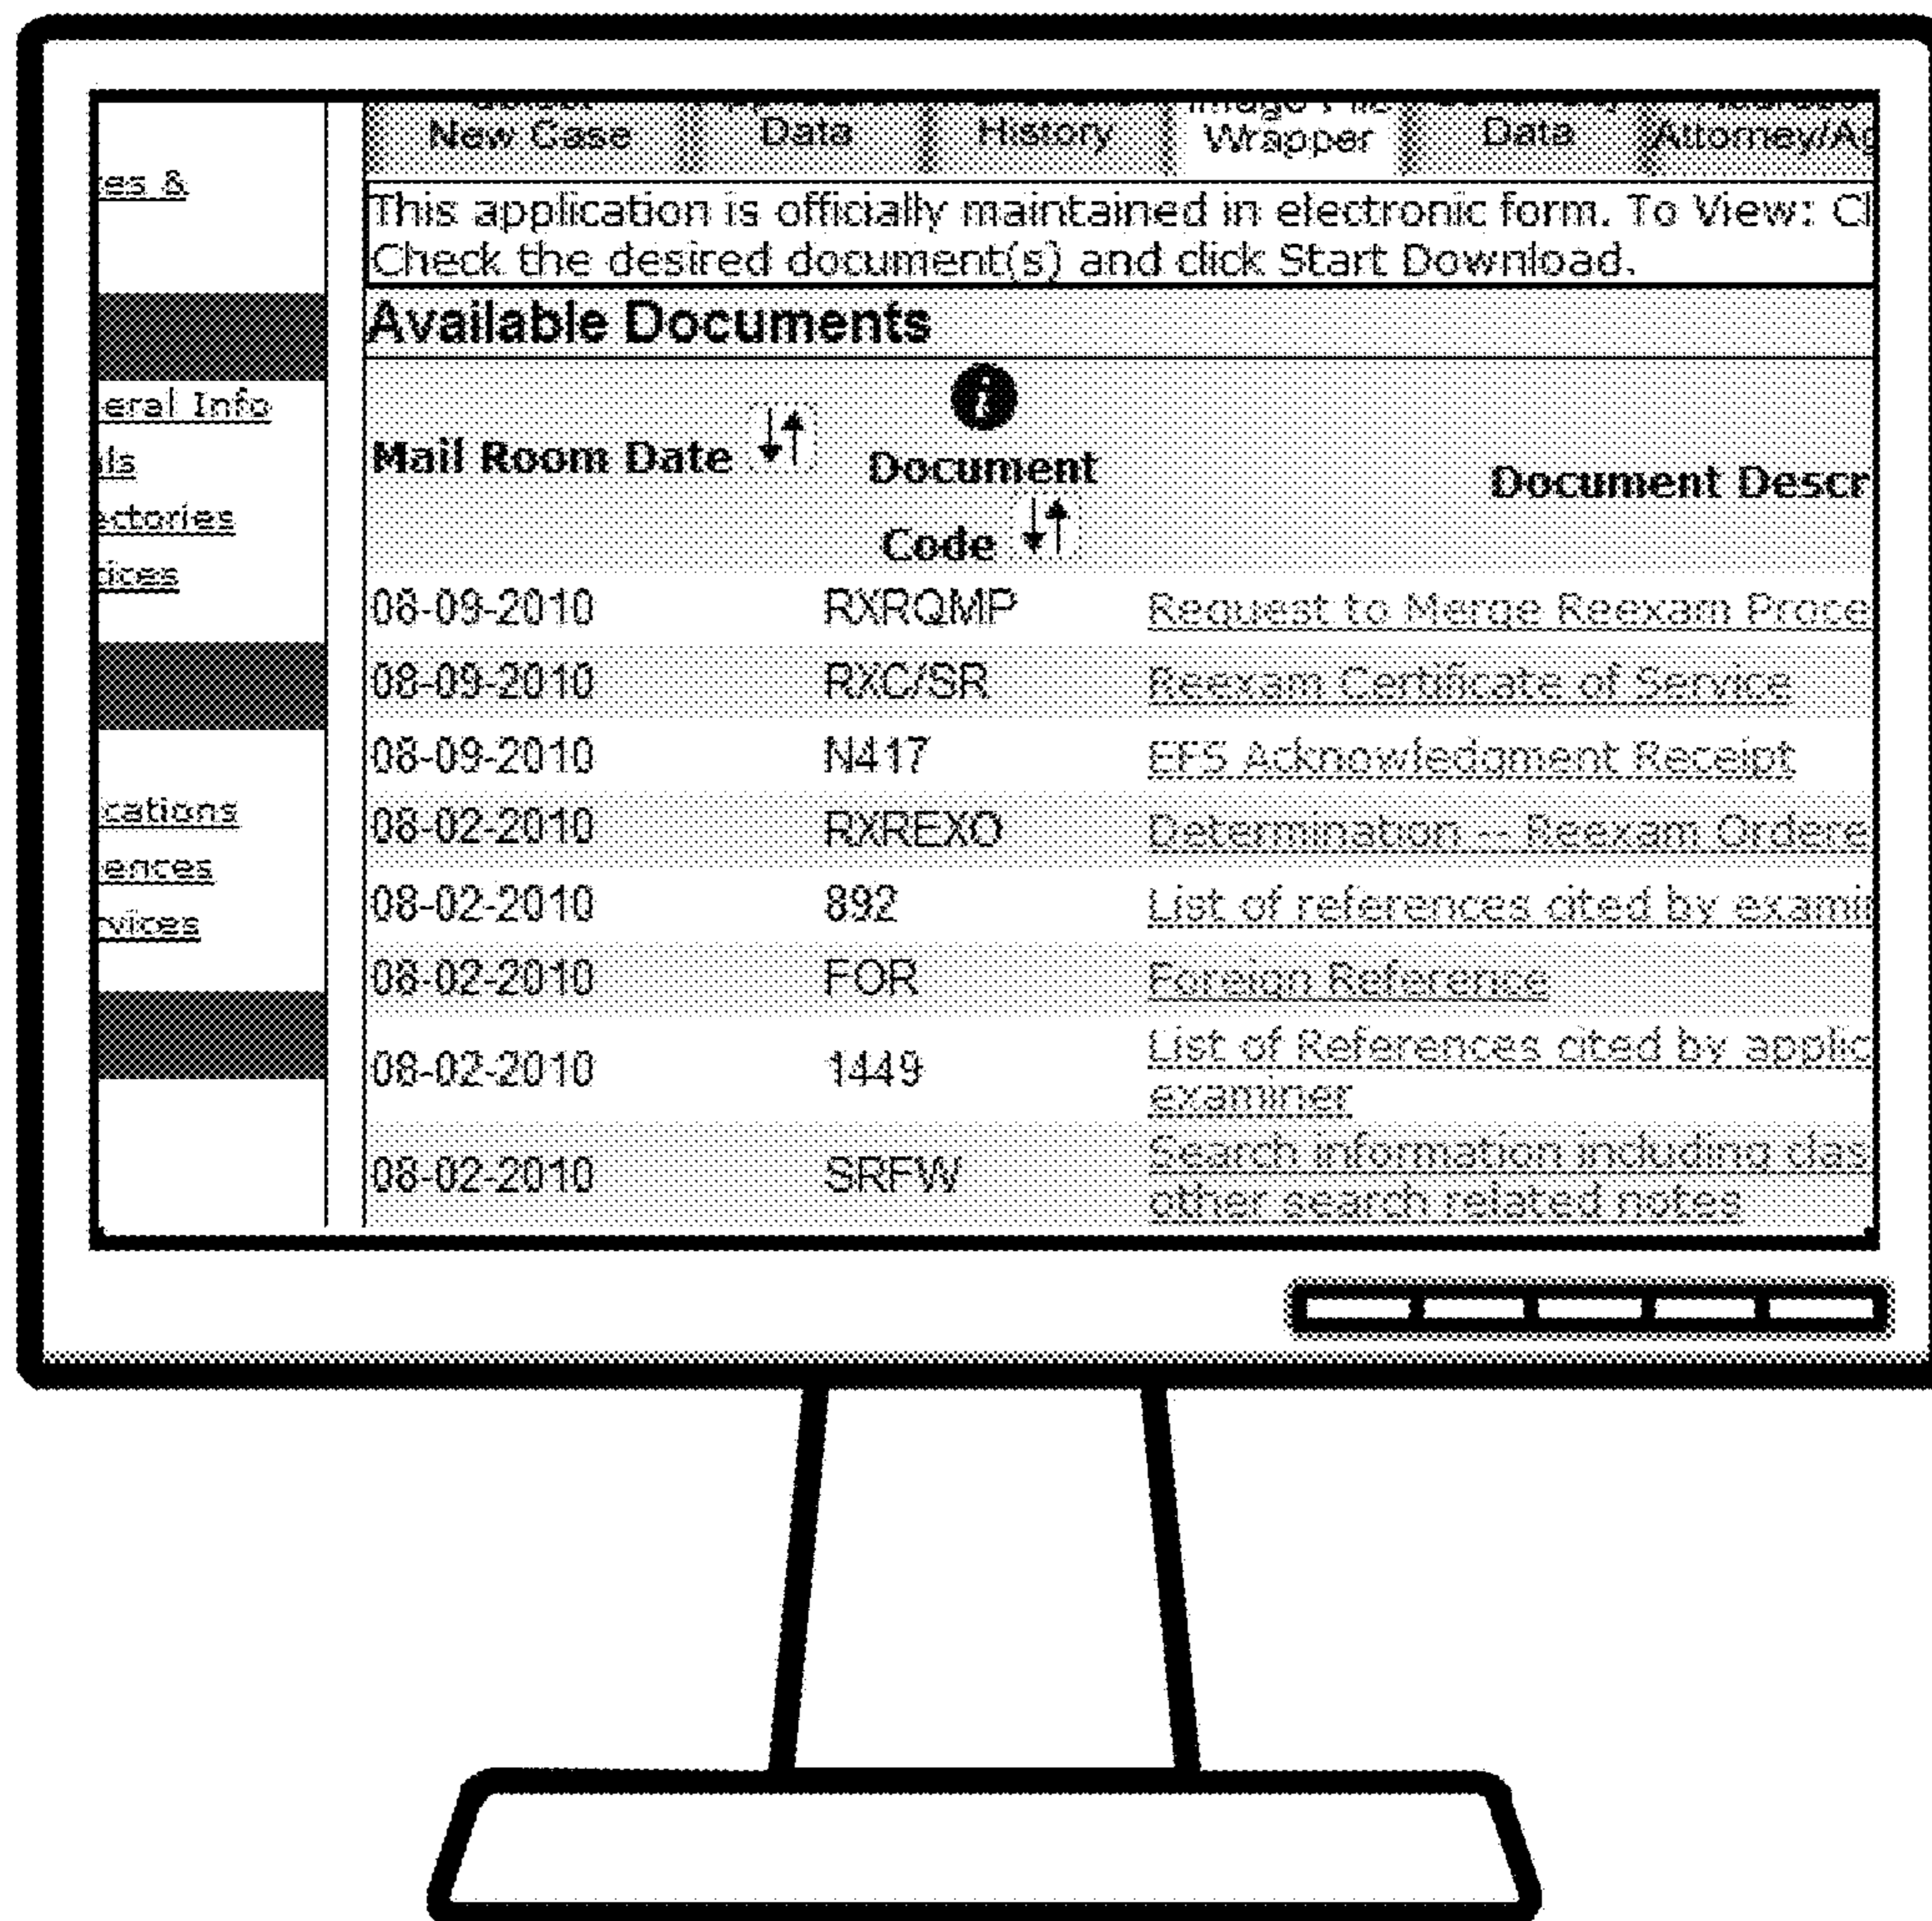 New Case Data History Wrapper Data Attorney/Ag
es &
This application is officially maintained in electronic form. To View: Cl
Check the desired document(s) and click Start Download.
Available Documents
eral Info
ls
ectories
tices
cations
ences
rvices
Mail Room Date
Document
Code
Document Descr
08-09-2010 RXRQMP Request to Merge Reexam Proce
08-09-2010 RXC/SR Reexam Certificate of Service
08-09-2010 N417 EFS Acknowledgment Receipt
08-02-2010 RXREXO Determination -- Reexam Ordere
08-02-2010 892 List of references cited by examin
08-02-2010 FOR Foreign Reference
08-02-2010 1449 List of References cited by applic
examiner
08-02-2010 SRFW Search information including clas
other search related notes